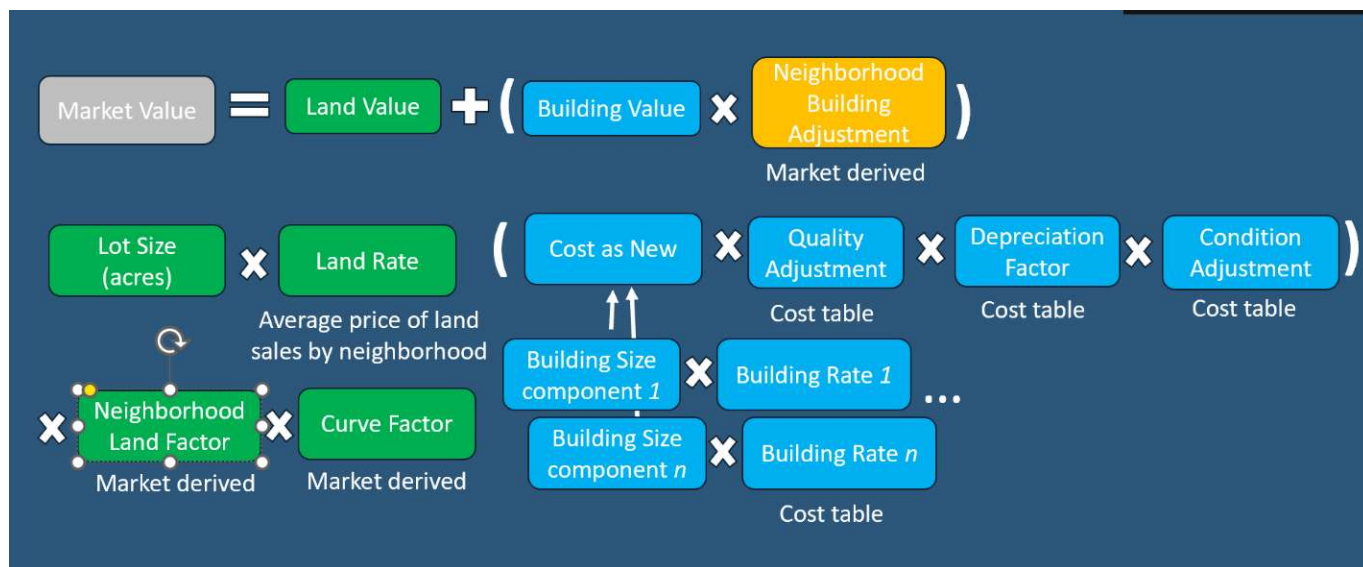 Market Value
=
Land Value
+
(
Building Value
×
Neighborhood
Building
Adjustment
)
Market derived
Lot Size
(acres)
×
Land Rate
Average price of land
sales by neighborhood
×
Neighborhood
Land Factor
Market derived
×
Curve Factor
Market derived
(
Cost as New
×
Quality
Adjustment
Cost table
×
Depreciation
Factor
Cost table
×
Condition
Adjustment
Cost table
)
Building Size
component 1
×
Building Rate 1
...
Building Size
component n
×
Building Rate n
Cost table